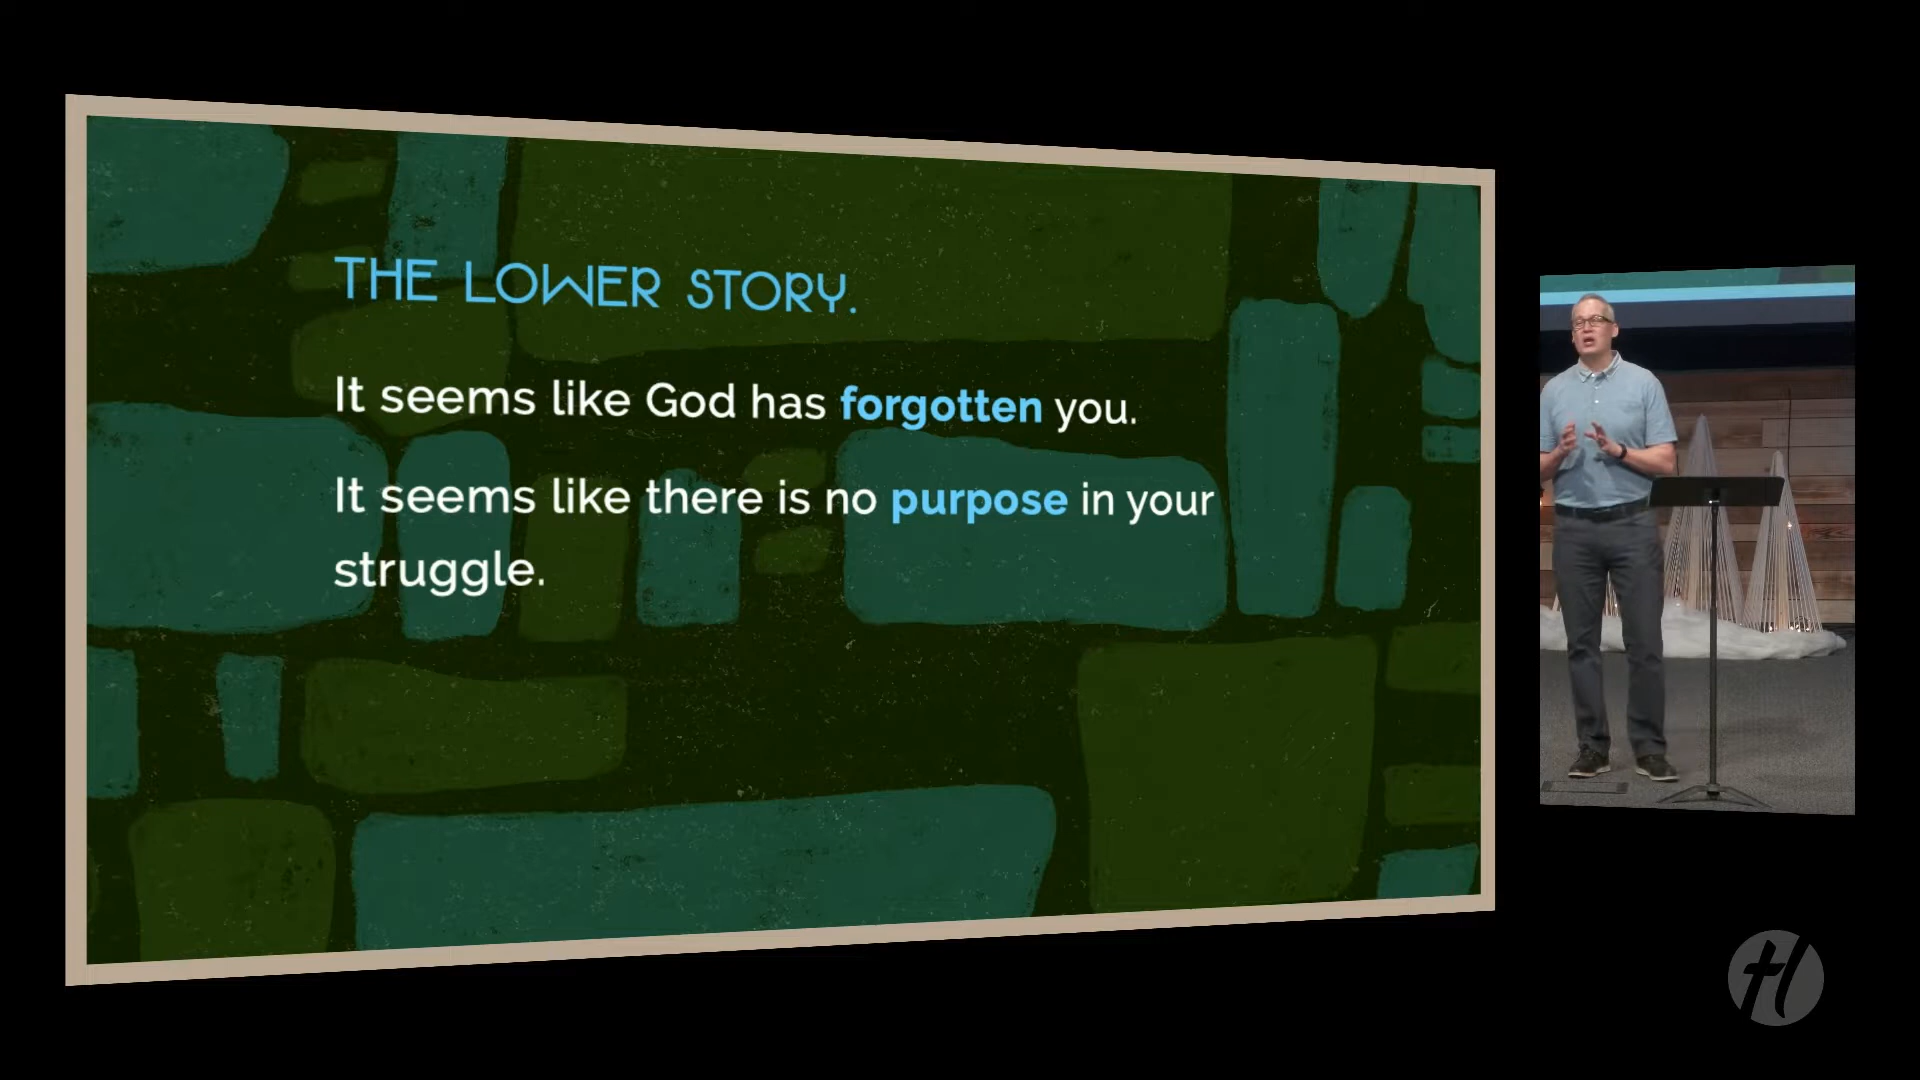 THE LOWER STORY.
It seems like God has forgotten you.
It seems like there is no purpose in your
struggle.